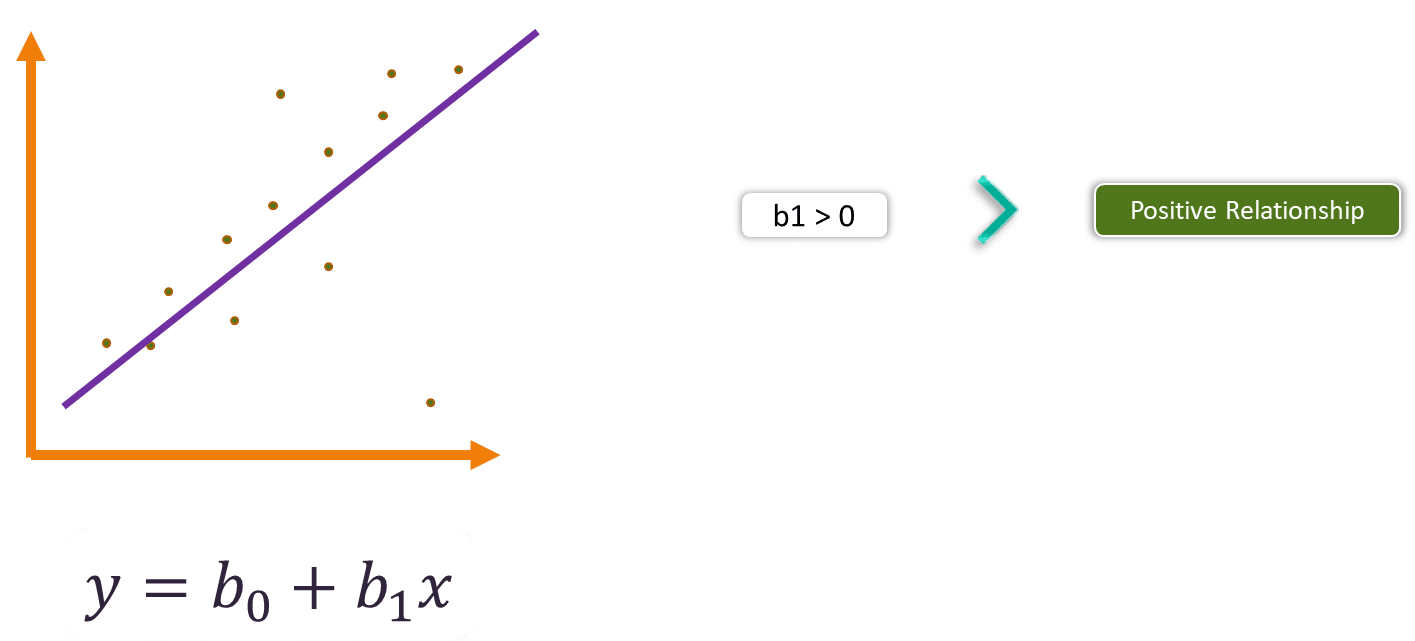 b1 > 0
Positive Relationship
y = b₀ + b₁x